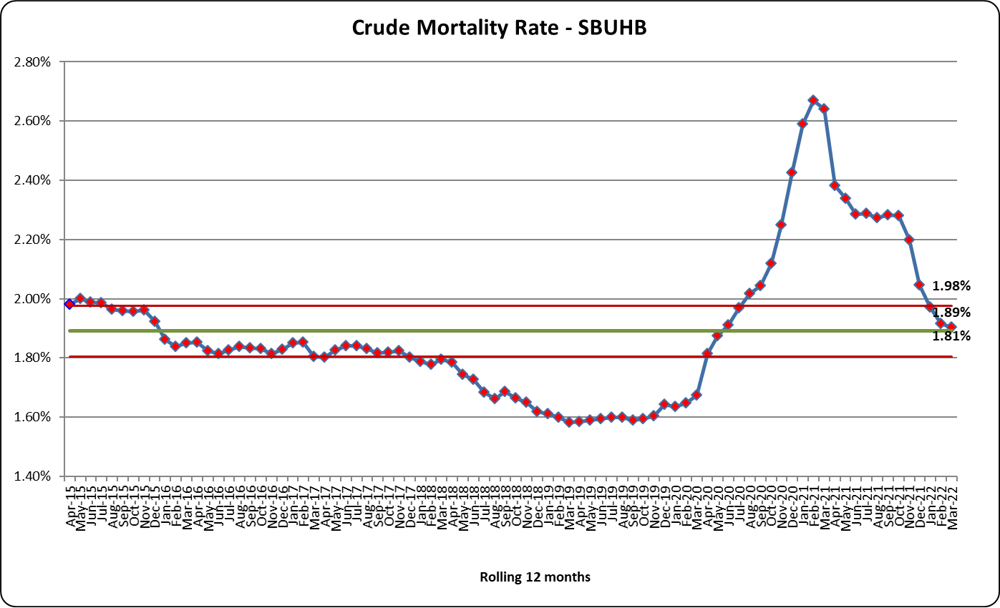 Crude Mortality Rate - SBUHB
2.80%
2.60%
2.40%
2.20%
2.00%
1.80%
1.60%
1.40%
1.98%
1.89%
1.81%
Apr-15
May-15
Jun-15
Jul-15
Aug-15
Sep-15
Oct-15
Nov-15
Dec-15
Jan-16
Feb-16
Mar-16
Apr-16
May-16
Jun-16
Jul-16
Aug-16
Sep-16
Oct-16
Nov-16
Dec-16
Jan-17
Feb-17
Mar-17
Apr-17
May-17
Jun-17
Jul-17
Aug-17
Sep-17
Oct-17
Nov-17
Dec-17
Jan-18
Feb-18
Mar-18
Apr-18
May-18
Jun-18
Jul-18
Aug-18
Sep-18
Oct-18
Nov-18
Dec-18
Jan-19
Feb-19
Mar-19
Apr-19
May-19
Jun-19
Jul-19
Aug-19
Sep-19
Oct-19
Nov-19
Dec-19
Jan-20
Feb-20
Mar-20
Apr-20
May-20
Jun-20
Jul-20
Aug-20
Sep-20
Oct-20
Nov-20
Dec-20
Jan-21
Feb-21
Mar-21
Apr-21
May-21
Jun-21
Jul-21
Aug-21
Sep-21
Oct-21
Nov-21
Dec-21
Jan-22
Feb-22
Mar-22
Rolling 12 months